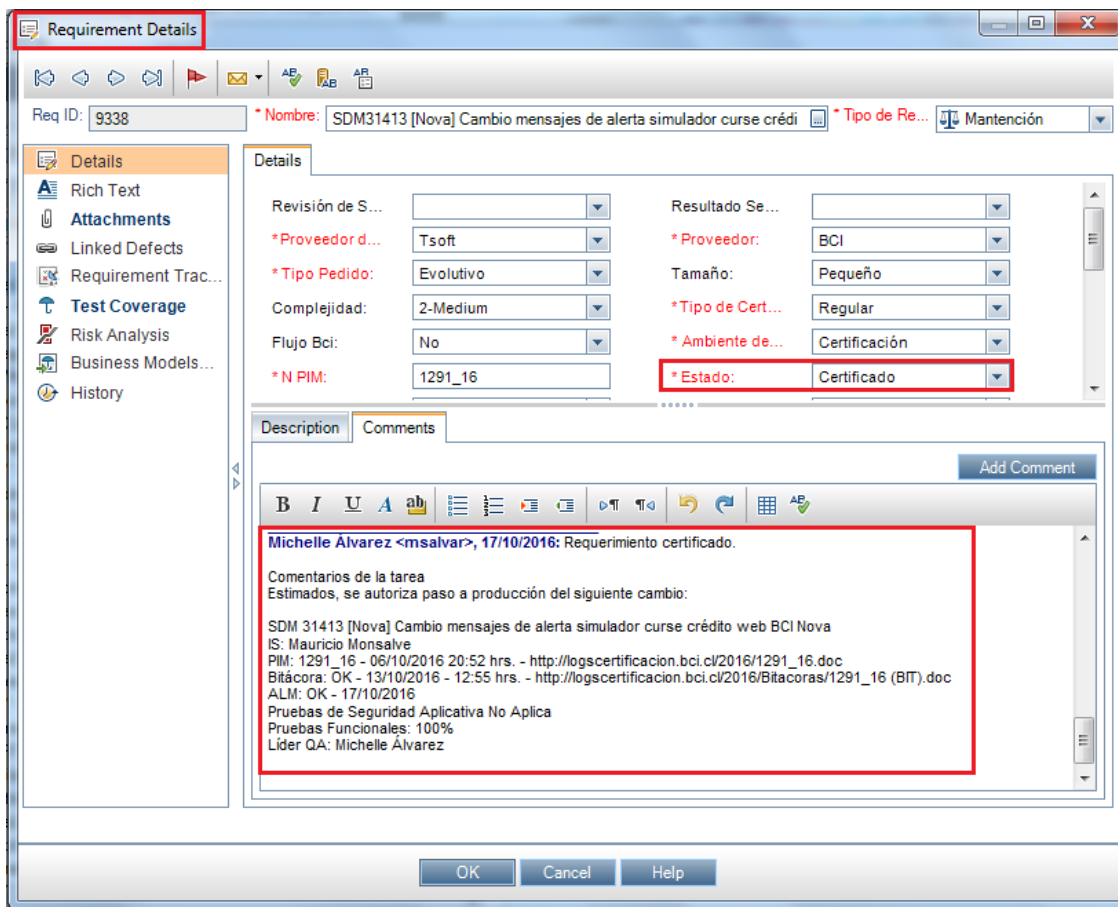 Requirement Details
Req ID: 9338 * Nombre: SDM31413 [Nova] Cambio mensajes de alerta simulador curse crédi ... * Tipo de Re... Mantención
Details
Rich Text
Attachments
Linked Defects
Requirement Trac...
Test Coverage
Risk Analysis
Business Models...
History
Details
Revisión de S... Resultado Se...
*Proveedor d... Tsoft * Proveedor: BCI
* Tipo Pedido: Evolutivo Tamaño: Pequeño
Complejidad: 2-Medium *Tipo de Cert... Regular
Flujo Bci: No * Ambiente de... Certificación
* N PIM: 1291_16 * Estado: Certificado
Description Comments
Add Comment
B I U A ab
Michelle Álvarez <msalvar>, 17/10/2016: Requerimiento certificado.
Comentarios de la tarea
Estimados, se autoriza paso a producción del siguiente cambio:
SDM 31413 [Nova] Cambio mensajes de alerta simulador curse crédito web BCI Nova
IS: Mauricio Monsalve
PIM: 1291_16 - 06/10/2016 20:52 hrs. - http://logscertificacion.bci.cl/2016/1291_16.doc
Bitácora: OK - 13/10/2016 - 12:55 hrs. - http://logscertificacion.bci.cl/2016/Bitacoras/1291_16 (BIT).doc
ALM: OK - 17/10/2016
Pruebas de Seguridad Aplicativa No Aplica
Pruebas Funcionales: 100%
Líder QA: Michelle Álvarez
OK Cancel Help